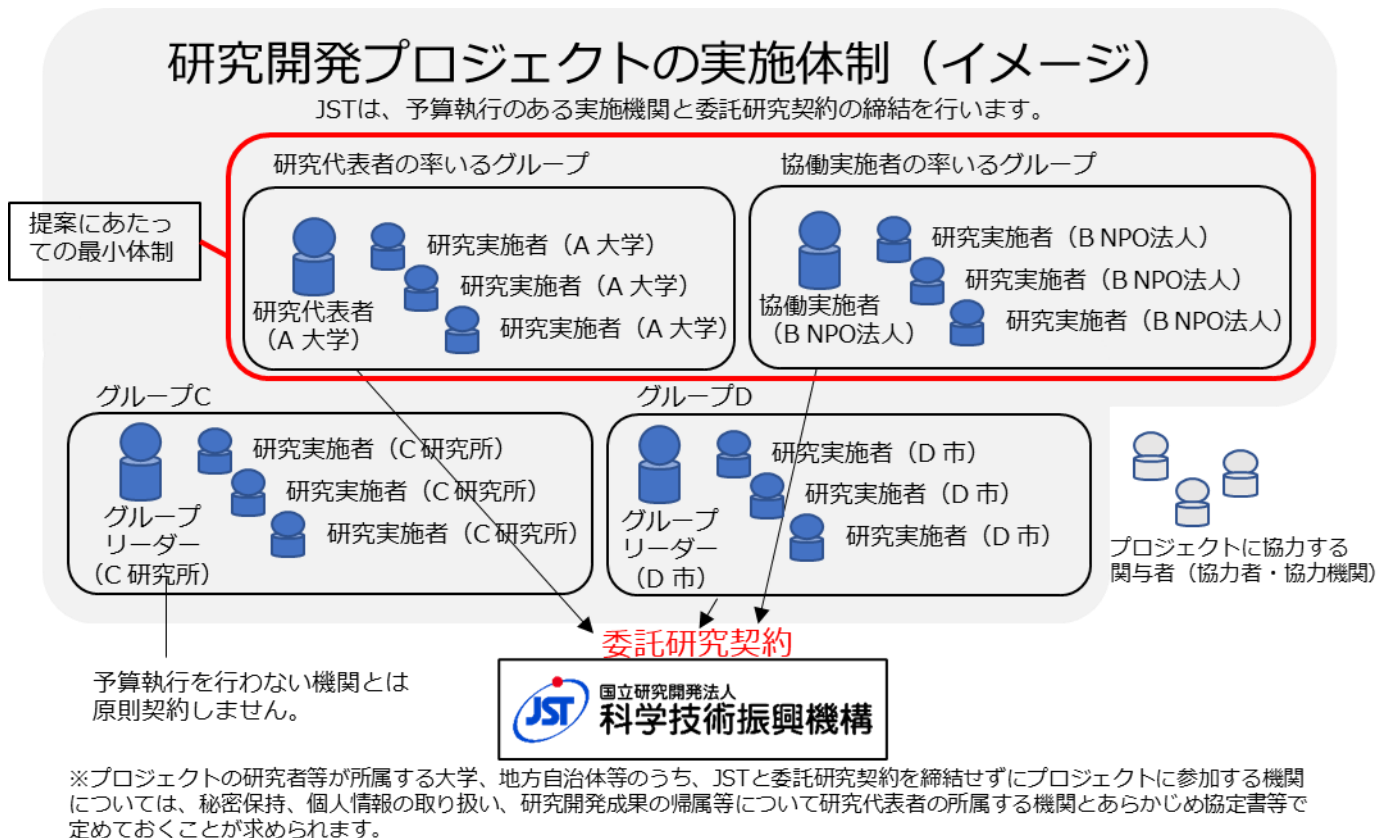 研究開発プロジェクトの実施体制（イメージ）
JSTは、予算執行のある実施機関と委託研究契約の締結を行います。
研究代表者の率いるグループ
協働実施者の率いるグループ
提案にあたっ
ての最小体制
研究実施者（A 大学）
研究実施者（A 大学）
研究実施者（A 大学）
研究代表者
（A 大学）
研究実施者（B NPO法人）
研究実施者（B NPO法人）
研究実施者（B NPO法人）
協働実施者
（B NPO法人）
グループC
グループD
研究実施者（C 研究所）
研究実施者（C 研究所）
研究実施者（C 研究所）
グループ
リーダー
（C 研究所）
研究実施者（D 市）
研究実施者（D 市）
研究実施者（D 市）
グループ
リーダー
（D 市）
プロジェクトに協力する
関与者（協力者・協力機関）
委託研究契約
予算執行を行わない機関とは
原則契約しません。
JST
国立研究開発法人
科学技術振興機構
※プロジェクトの研究者等が所属する大学、地方自治体等のうち、JSTと委託研究契約を締結せずにプロジェクトに参加する機関
については、秘密保持、個人情報の取り扱い、研究開発成果の帰属等について研究代表者の所属する機関とあらかじめ協定書等で
定めておくことが求められます。